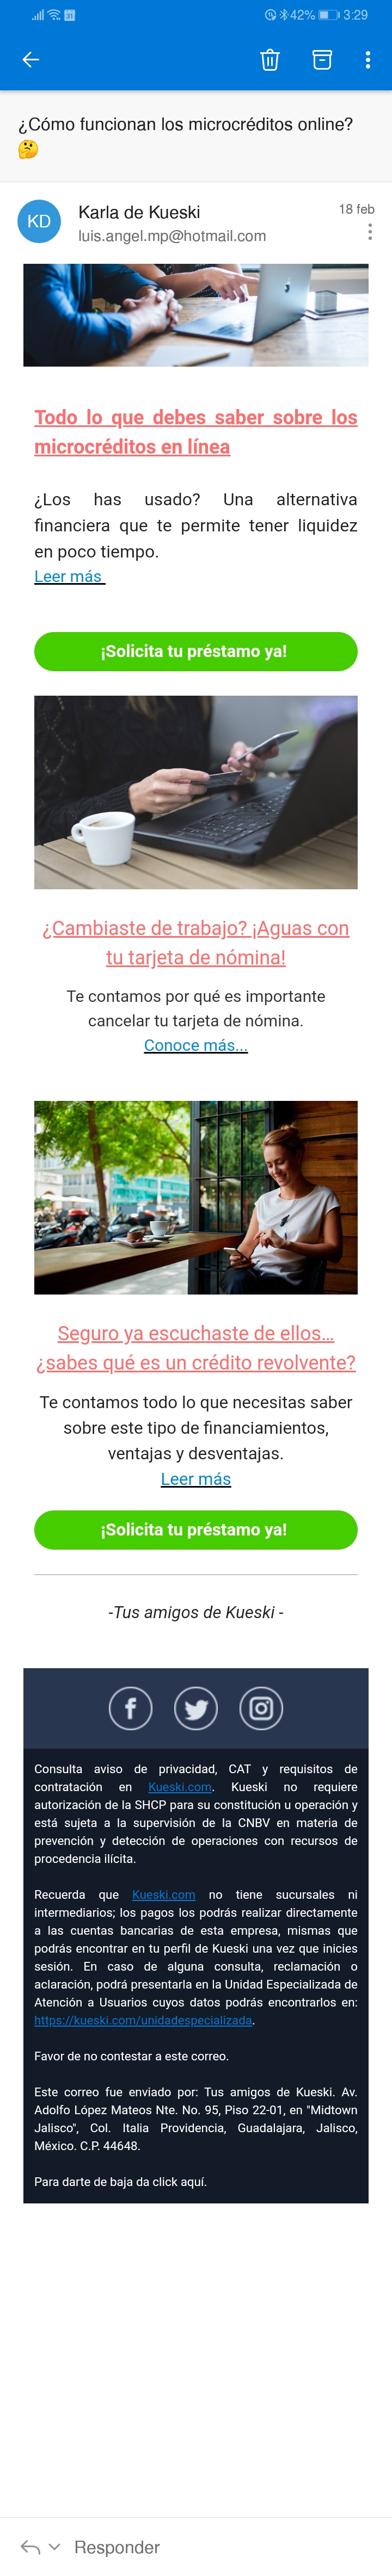 42% 3:29
¿Cómo funcionan los microcréditos online?
🤔
KD
Karla de Kueski
18 feb
luis.angel.mp@hotmail.com
Todo lo que debes saber sobre los
microcréditos en línea
¿Los has usado? Una alternativa
financiera que te permite tener liquidez
en poco tiempo.
Leer más
¡Solicita tu préstamo ya!
¿Cambiaste de trabajo? ¡Aguas con
tu tarjeta de nómina!
Te contamos por qué es importante
cancelar tu tarjeta de nómina.
Conoce más...
Seguro ya escuchaste de ellos...
¿sabes qué es un crédito revolvente?
Te contamos todo lo que necesitas saber
sobre este tipo de financiamientos,
ventajas y desventajas.
Leer más
¡Solicita tu préstamo ya!
-Tus amigos de Kueski -
Consulta aviso de privacidad, CAT y requisitos de
contratación en Kueski.com. Kueski no requiere
autorización de la SHCP para su constitución u operación y
está sujeta a la supervisión de la CNBV en materia de
prevención y detección de operaciones con recursos de
procedencia ilícita.
Recuerda que Kueski.com no tiene sucursales ni
intermediarios; los pagos los podrás realizar directamente
a las cuentas bancarias de esta empresa, mismas que
podrás encontrar en tu perfil de Kueski una vez que inicies
sesión. En caso de alguna consulta, reclamación o
aclaración, podrá presentarla en la Unidad Especializada de
Atención a Usuarios cuyos datos podrás encontrarlos en:
https://kueski.com/unidadespecializada.
Favor de no contestar a este correo.
Este correo fue enviado por: Tus amigos de Kueski. Av.
Adolfo López Mateos Nte. No. 95, Piso 22-01, en "Midtown
Jalisco", Col. Italia Providencia, Guadalajara, Jalisco,
México. C.P. 44648.
Para darte de baja da click aquí.
Responder